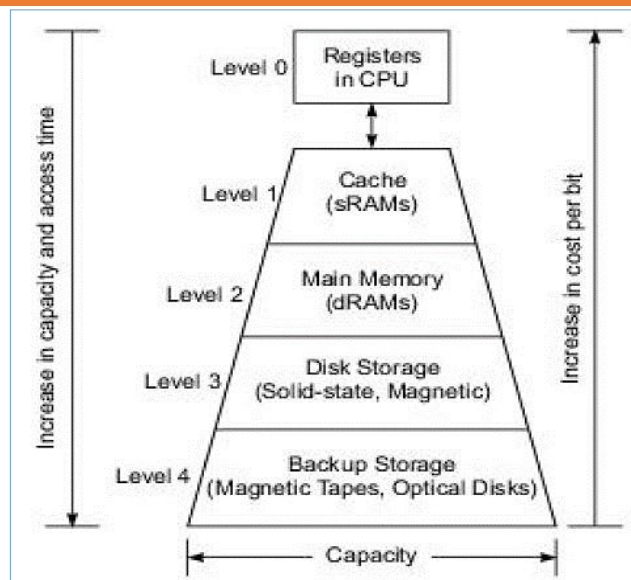 Level 0
Registers
in CPU
Level 1
Cache
(sRAMs)
Level 2
Main Memory
(dRAMs)
Level 3
Disk Storage
(Solid-state, Magnetic)
Level 4
Backup Storage
(Magnetic Tapes, Optical Disks)
Capacity
Increase in capacity and access time
Increase in cost per bit